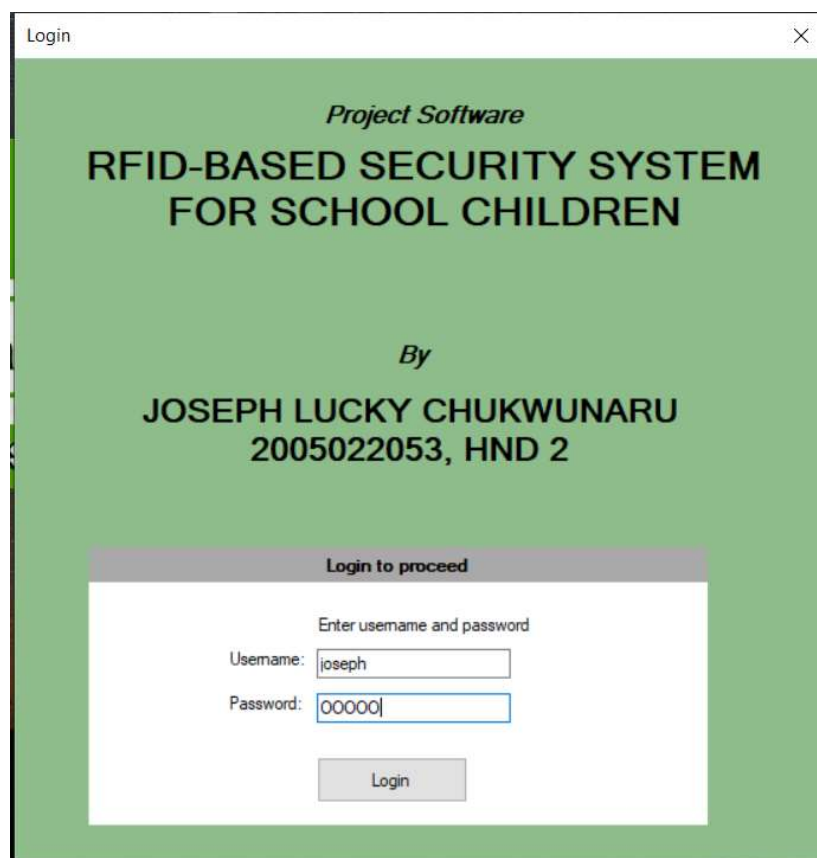 Login
Project Software
RFID-BASED SECURITY SYSTEM
FOR SCHOOL CHILDREN
By
JOSEPH LUCKY CHUKWUNARU
2005022053, HND 2
Login to proceed
Enter username and password
Username: joseph
Password: OOOOO
Login